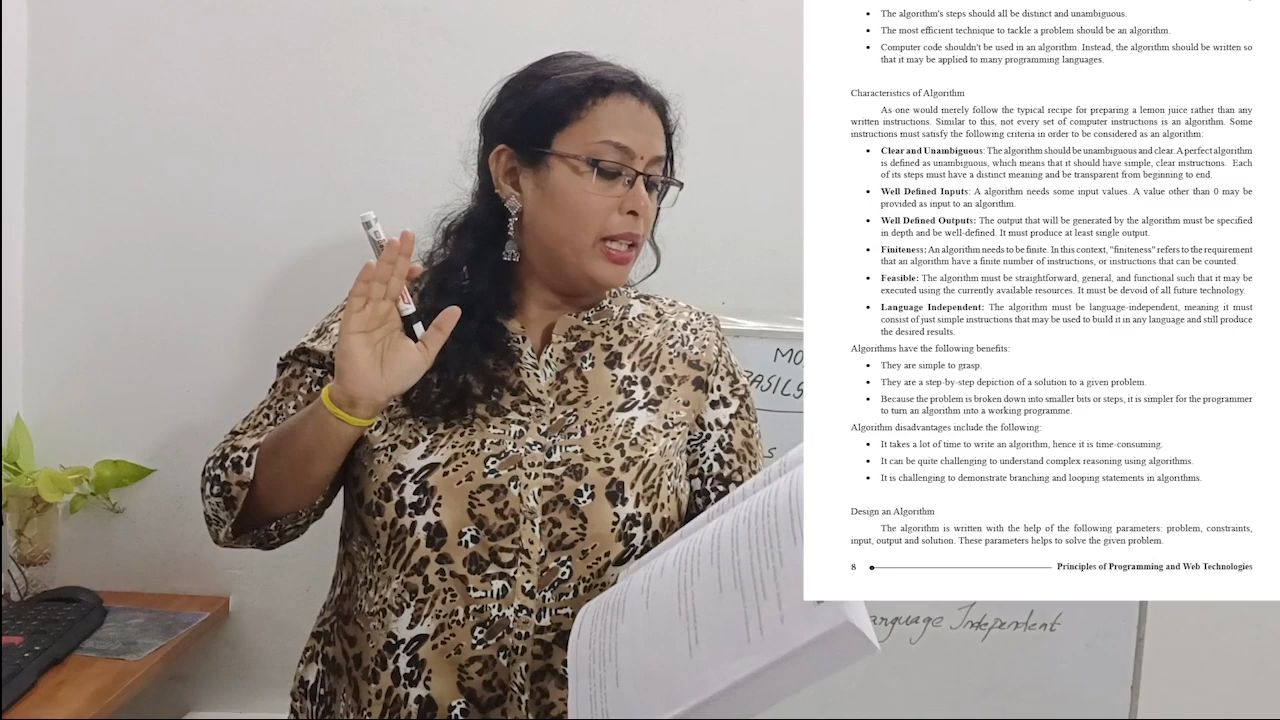 • The algorithm's steps should all be distinct and unambiguous.
• The most efficient technique to tackle a problem should be an algorithm.
• Computer code shouldn't be used in an algorithm. Instead, the algorithm should be written so
that it may be applied to many programming languages.
Characteristics of Algorithm
As one would merely follow the typical recipe for preparing a lemon juice rather than any
written instructions. Similar to this, not every set of computer instructions is an algorithm. Some
instructions must satisfy the following criteria in order to be considered as an algorithm:
• Clear and Unambiguous: The algorithm should be unambiguous and clear. A perfect algorithm
is defined as unambiguous, which means that it should have simple, clear instructions. Each
of its steps must have a distinct meaning and be transparent from beginning to end.
• Well Defined Inputs: A algorithm needs some input values. A value other than 0 may be
provided as input to an algorithm.
• Well Defined Outputs: The output that will be generated by the algorithm must be specified
in depth and be well-defined. It must produce at least single output.
• Finiteness: An algorithm needs to be finite. In this context, "finiteness" refers to the requirement
that an algorithm have a finite number of instructions, or instructions that can be counted.
• Feasible: The algorithm must be straightforward, general, and functional such that it may be
executed using the currently available resources. It must be devoid of all future technology.
• Language Independent: The algorithm must be language-independent, meaning it must
consist of just simple instructions that may be used to build it in any language and still produce
the desired results.
Algorithms have the following benefits:
• They are simple to grasp.
• They are a step-by-step depiction of a solution to a given problem.
• Because the problem is broken down into smaller bits or steps, it is simpler for the programmer
to turn an algorithm into a working programme.
Algorithm disadvantages include the following:
• It takes a lot of time to write an algorithm, hence it is time-consuming.
• It can be quite challenging to understand complex reasoning using algorithms.
• It is challenging to demonstrate branching and looping statements in algorithms.
Design an Algorithm
The algorithm is written with the help of the following parameters: problem, constraints,
input, output and solution. These parameters helps to solve the given problem.
8 Principles of Programming and Web Technologies
MO
anguage Independent